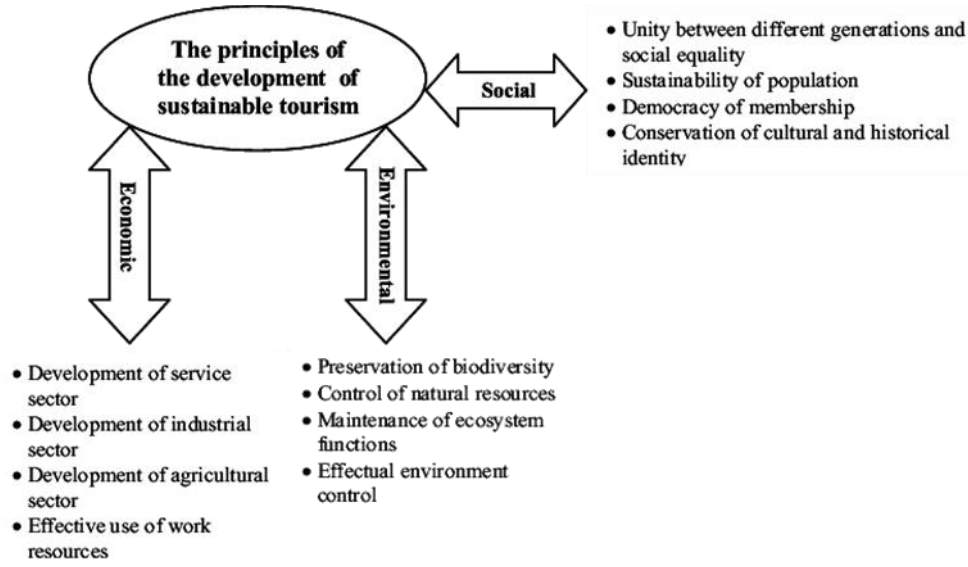 The principles of
the development of
sustainable tourism
Social
• Unity between different generations and
social equality
• Sustainability of population
• Democracy of membership
• Conservation of cultural and historical
identity
Economic
Environmental
• Development of service
sector
• Development of industrial
sector
• Development of agricultural
sector
• Effective use of work
resources
• Preservation of biodiversity
• Control of natural resources
• Maintenance of ecosystem
functions
• Effectual environment
control